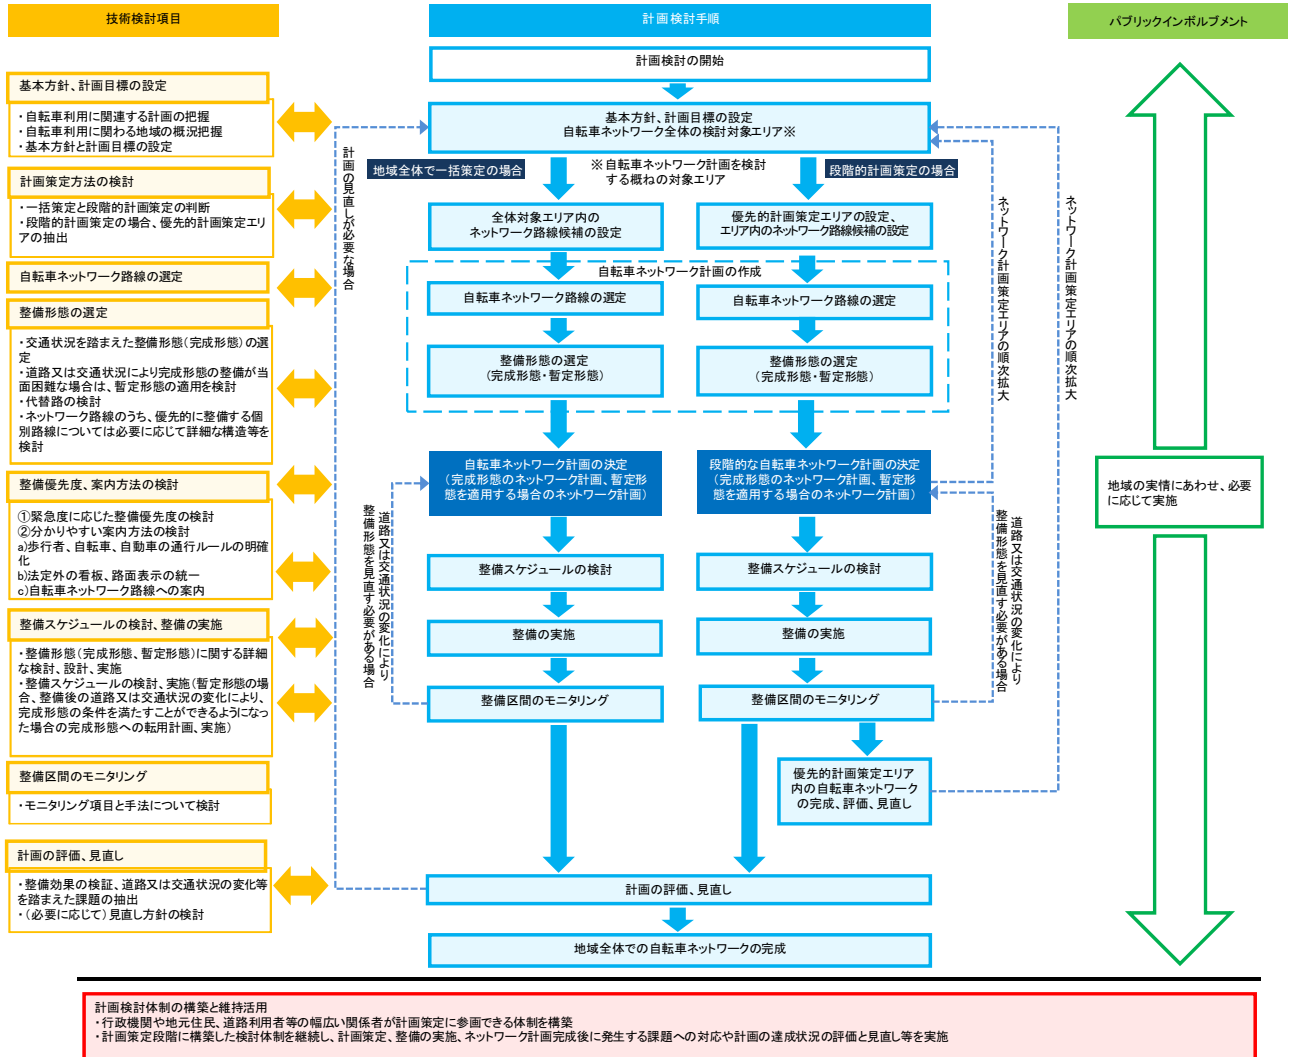 技術検討項目
計画検討手順
パブリックインボルブメント
基本方針、計画目標の設定
・自転車利用に関連する計画の把握
・自転車利用に関わる地域の概況把握
・基本方針と計画目標の設定
計画策定方法の検討
・一括策定と段階的計画策定の判断
・段階的計画策定の場合、優先的計画策定エリ
アの抽出
自転車ネットワーク路線の選定
整備形態の選定
・交通状況を踏まえた整備形態(完成形態)の選
定
・道路又は交通状況により完成形態の整備が当
面困難な場合は、暫定形態の適用を検討
・代替路の検討
・ネットワーク路線のうち、優先的に整備する個
別路線については必要に応じて詳細な構造等を
検討
整備優先度、案内方法の検討
①緊急度に応じた整備優先度の検討
②分かりやすい案内方法の検討
a)歩行者、自転車、自動車の通行ルールの明確
化
b)法定外の看板、路面表示の統一
c)自転車ネットワーク路線への案内
整備スケジュールの検討、整備の実施
・整備形態(完成形態、暫定形態)に関する詳細
な検討、設計、実施
・整備スケジュールの検討、実施(暫定形態の場
合、整備後の道路又は交通状況の変化により、
完成形態の条件を満たすことができるようになっ
た場合の完成形態への転用計画、実施)
整備区間のモニタリング
・モニタリング項目と手法について検討
計画の評価、見直し
・整備効果の検証、道路又は交通状況の変化等
を踏まえた課題の抽出
・(必要に応じて)見直し方針の検討
計画の見直しが必要な場合
計画検討の開始
基本方針、計画目標の設定
自転車ネットワーク全体の検討対象エリア※
地域全体で一括策定の場合
※自転車ネットワーク計画を検討
する概ねの対象エリア
段階的計画策定の場合
全体対象エリア内の
ネットワーク路線候補の設定
優先的計画策定エリアの設定、
エリア内のネットワーク路線候補の設定
自転車ネットワーク計画の作成
自転車ネットワーク路線の選定
自転車ネットワーク路線の選定
整備形態の選定
(完成形態・暫定形態)
整備形態の選定
(完成形態・暫定形態)
自転車ネットワーク計画の決定
(完成形態のネットワーク計画、暫定形
態を適用する場合のネットワーク計画)
段階的な自転車ネットワーク計画の決定
(完成形態のネットワーク計画、暫定形
態を適用する場合のネットワーク計画)
道路又は交通状況の変化により
整備形態を見直す必要がある場合
整備スケジュールの検討
整備スケジュールの検討
整備の実施
整備の実施
整備区間のモニタリング
整備区間のモニタリング
道路又は交通状況の変化により
整備形態を見直す必要がある場合
優先的計画策定エリア
内の自転車ネットワーク
の完成、評価、見直し
ネットワーク計画策定エリアの順次拡大
ネットワーク計画策定エリアの順次拡大
計画の評価、見直し
地域全体での自転車ネットワークの完成
地域の実情にあわせ、必要
に応じて実施
計画検討体制の構築と維持活用
・行政機関や地元住民、道路利用者等の幅広い関係者が計画策定に参画できる体制を構築
・計画策定段階に構築した検討体制を継続し、計画策定、整備の実施、ネットワーク計画完成後に発生する課題への対応や計画の達成状況の評価と見直し等を実施